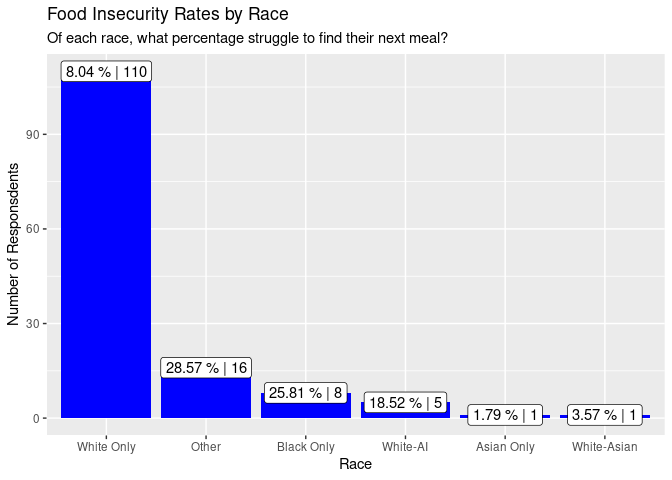 Food Insecurity Rates by Race
Of each race, what percentage struggle to find their next meal?
Number of Responsdents
90
60
30
0
8.04 % | 110
28.57 % | 16
25.81 % | 8
18.52 % | 5
1.79 % | 1
3.57 % | 1
White Only
Other
Black Only
White-AI
Asian Only
White-Asian
Race